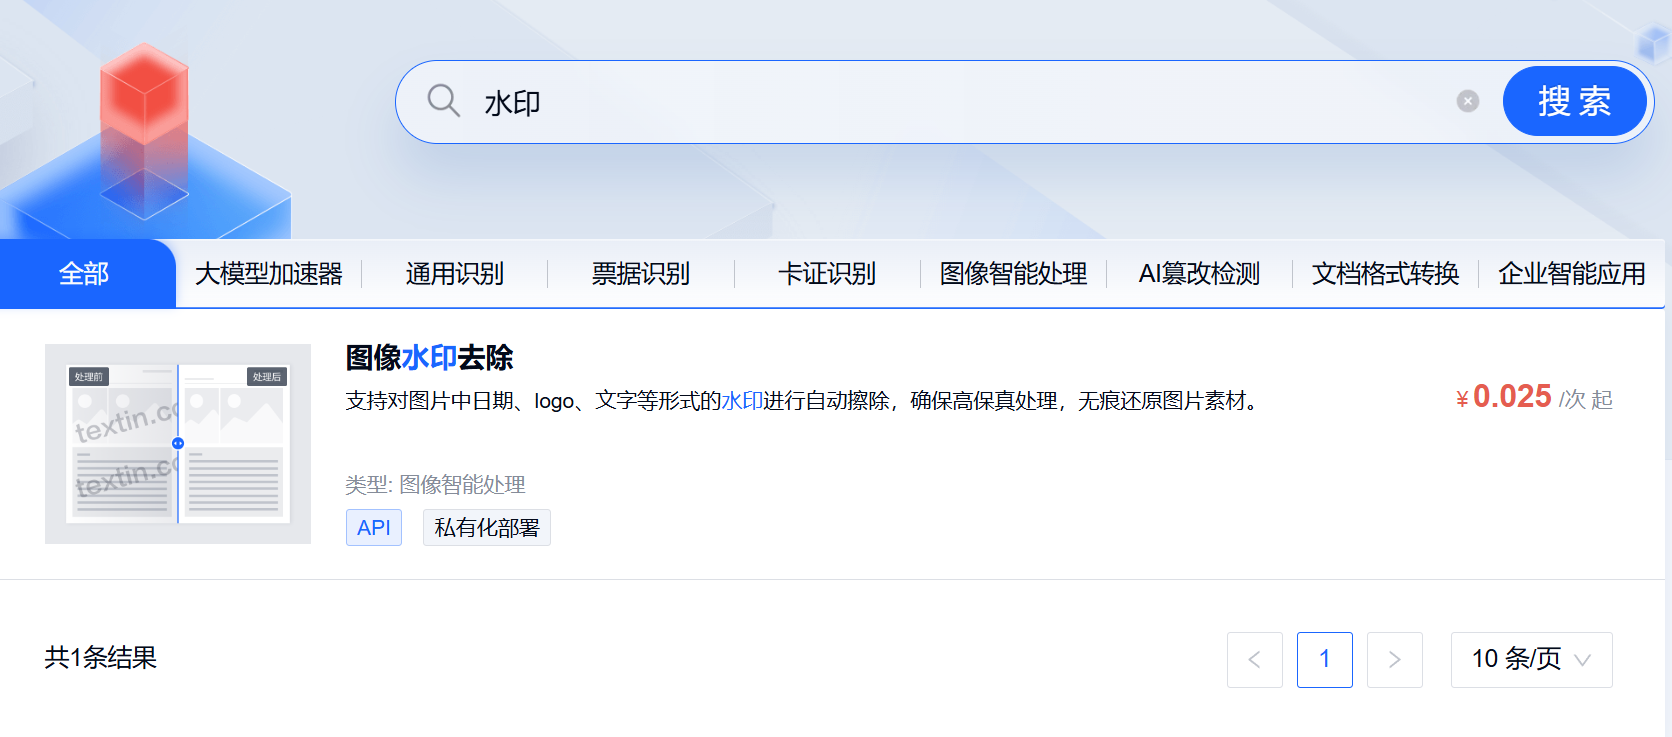 水印
搜 索
全部
大模型加速器
通用识别
票据识别
卡证识别
图像智能处理
AI篡改检测
文档格式转换
企业智能应用
处理前
处理后
textin.co
textin.co
图像水印去除
支持对图片中日期、logo、文字等形式的水印进行自动擦除，确保高保真处理，无痕还原图片素材。
¥0.025 /次 起
类型: 图像智能处理
API
私有化部署
共1条结果
1
10 条/页